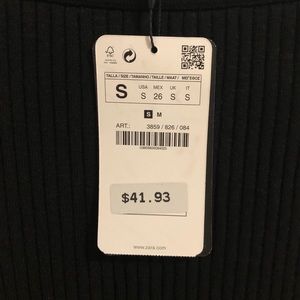 TALLA / SIZE / TAMANHO / TAILLE / MAAT /
S USA MEX UK IT
S 26 S S
S M
ART.: 3859 / 826 / 084
$41.93
www.zara.com